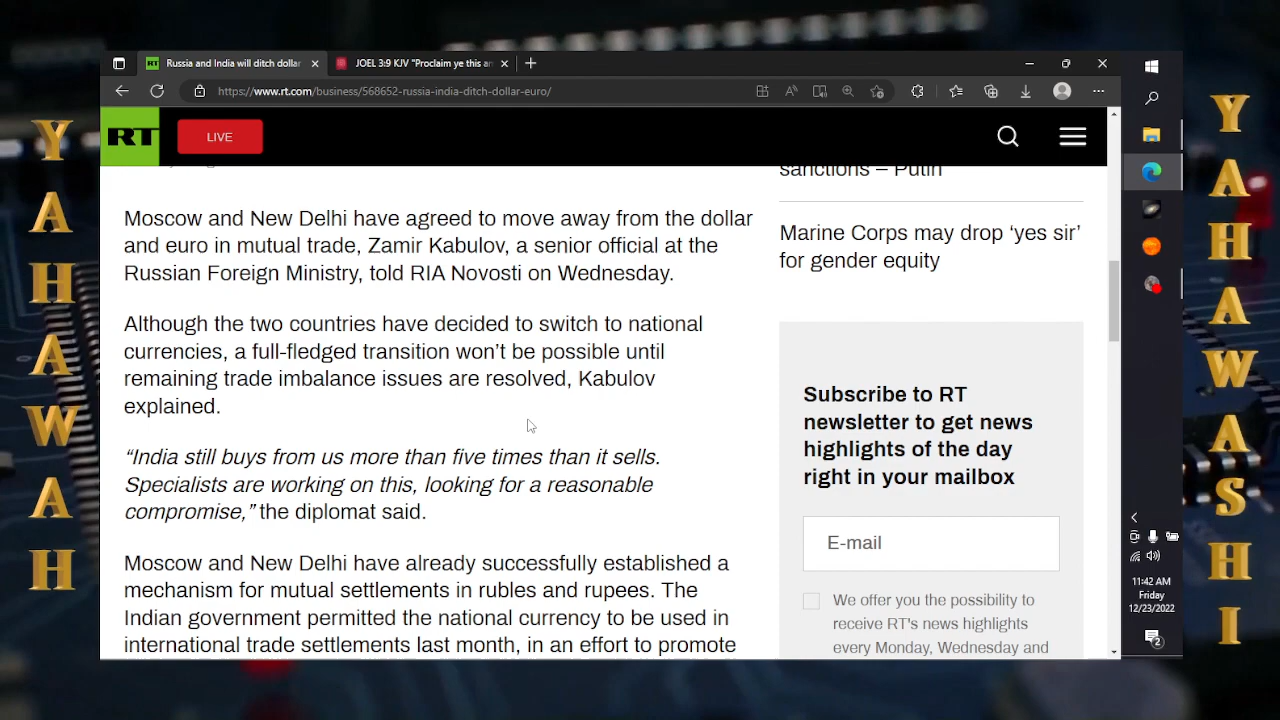 Y
A
H
A
W
A
H
Russia and India will ditch dollar
JOEL 3:9 KJV "Proclaim ye this an
https://www.rt.com/business/568652-russia-india-ditch-dollar-euro/
RT
LIVE
Moscow and New Delhi have agreed to move away from the dollar
and euro in mutual trade, Zamir Kabulov, a senior official at the
Russian Foreign Ministry, told RIA Novosti on Wednesday.
Although the two countries have decided to switch to national
currencies, a full-fledged transition won’t be possible until
remaining trade imbalance issues are resolved, Kabulov
explained.
“India still buys from us more than five times than it sells.
Specialists are working on this, looking for a reasonable
compromise,” the diplomat said.
Moscow and New Delhi have already successfully established a
mechanism for mutual settlements in rubles and rupees. The
Indian government permitted the national currency to be used in
international trade settlements last month, in an effort to promote
sanctions – Putin
Marine Corps may drop ‘yes sir’
for gender equity
Subscribe to RT
newsletter to get news
highlights of the day
right in your mailbox
E-mail
We offer you the possibility to
receive RT's news highlights
every Monday, Wednesday and
11:42 AM
Friday
12/23/2022
2
Y
A
H
A
W
A
S
H
I